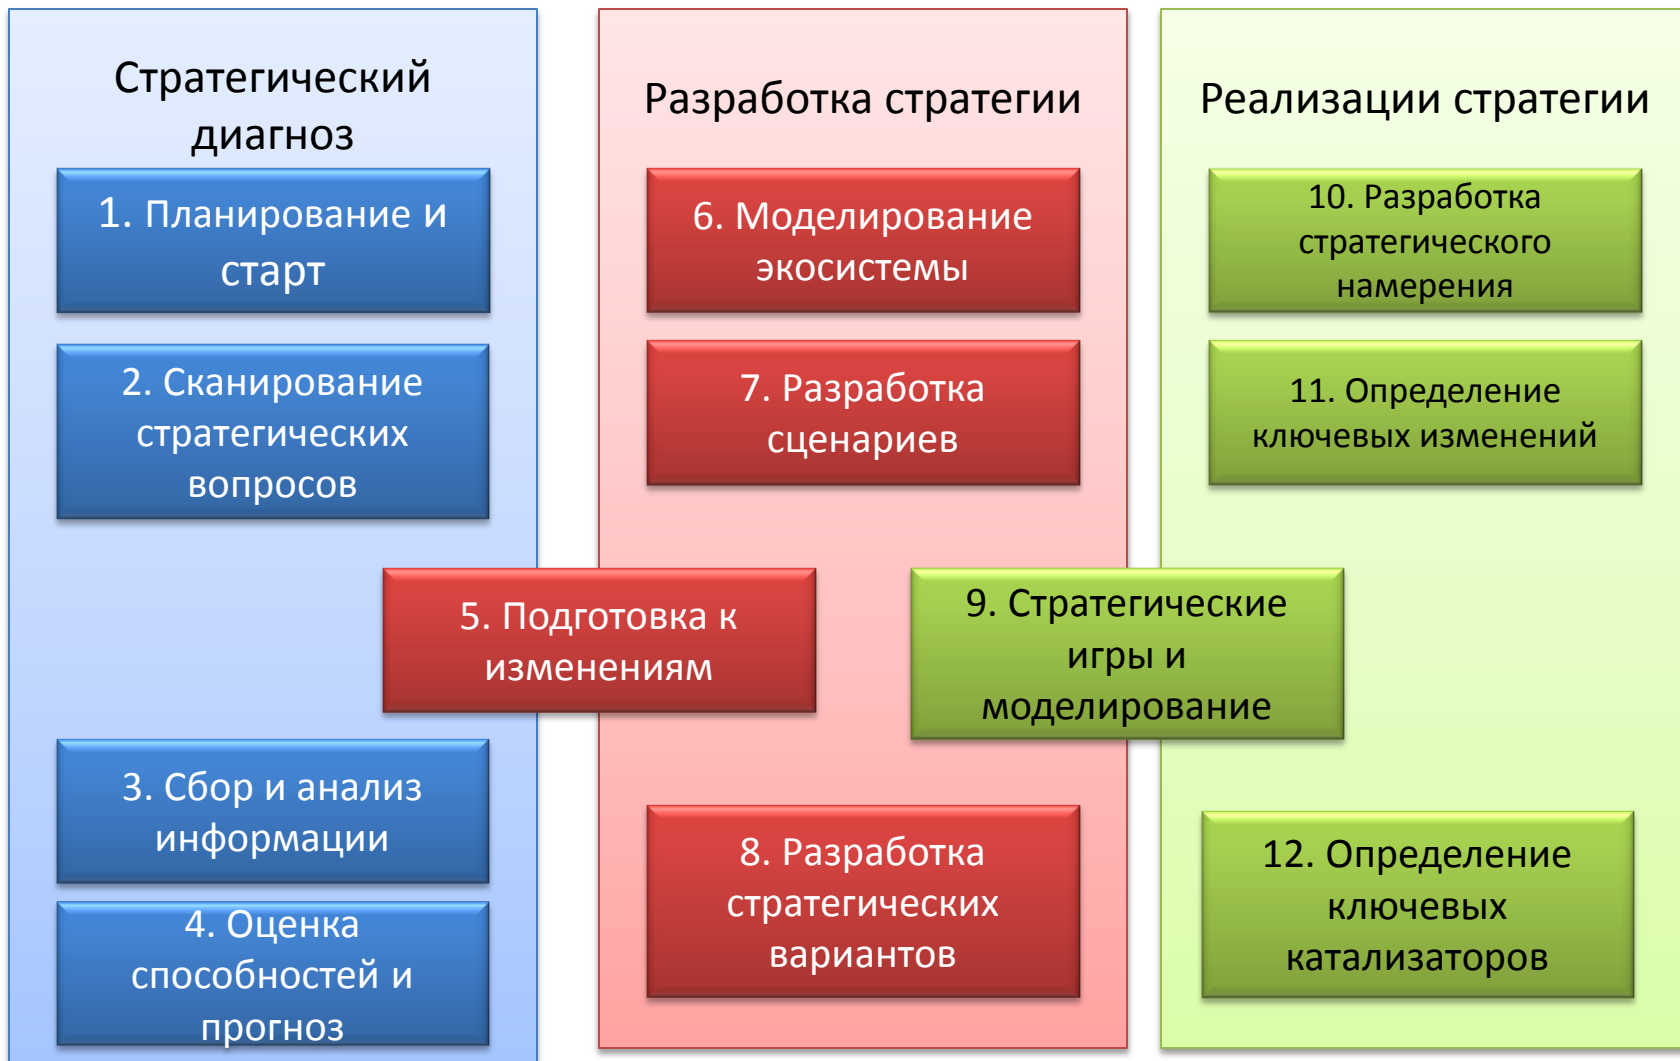 Стратегический
диагноз
1. Планирование и
старт
2. Сканирование
стратегических
вопросов
3. Сбор и анализ
информации
4. Оценка
способностей и
прогноз
5. Подготовка к
изменениям
Разработка стратегии
6. Моделирование
экосистемы
7. Разработка
сценариев
8. Разработка
стратегических
вариантов
9. Стратегические
игры и
моделирование
Реализации стратегии
10. Разработка
стратегического
намерения
11. Определение
ключевых изменений
12. Определение
ключевых
катализаторов